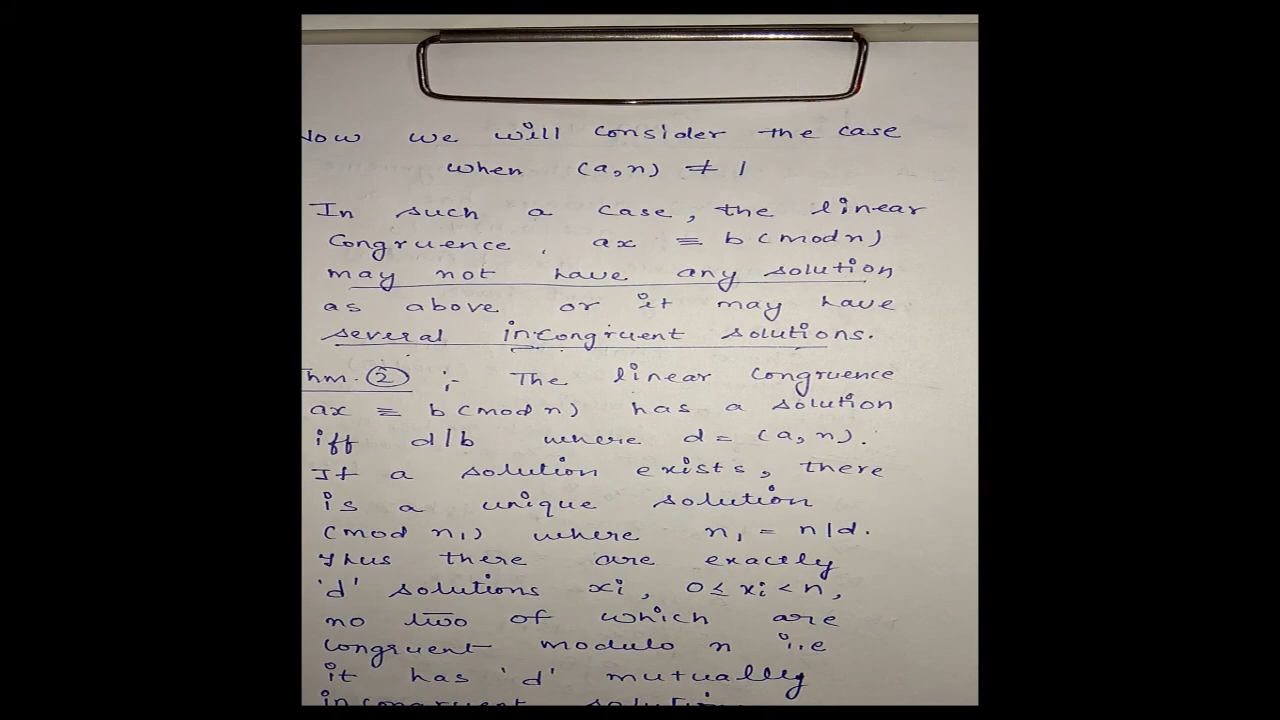 Now we will consider the case
when (a,n) ≠ 1
In such a case, the linear
Congruence, ax ≡ b (mod n)
may not have any solution
as above or it may have
several incongruent solutions.
Thm. ② :- The linear congruence
ax ≡ b (mod n) has a solution
iff d/b where d = (a,n).
If a solution exists, there
is a unique solution
(mod n₁) where n₁ = n/d.
Thus there are exactly
'd' solutions xi, 0 ≤ xi < n,
no two of which are
congruent modulo n i.e
it has 'd' mutually
incongruent solution